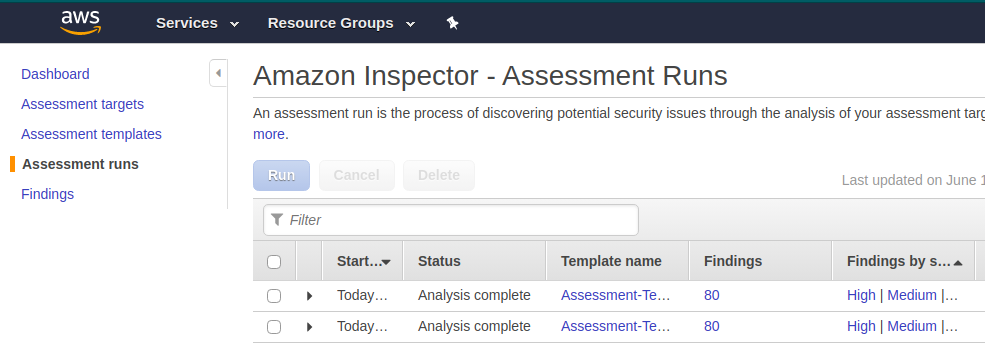 aws Services Resource Groups
Dashboard
Assessment targets
Assessment templates
Assessment runs
Findings
Amazon Inspector - Assessment Runs
An assessment run is the process of discovering potential security issues through the analysis of your assessment targ
more.
Run Cancel Delete
Last updated on June 1
Filter
Start... Status Template name Findings Findings by s...
Today... Analysis complete Assessment-Te... 80 High | Medium |...
Today... Analysis complete Assessment-Te... 80 High | Medium |...